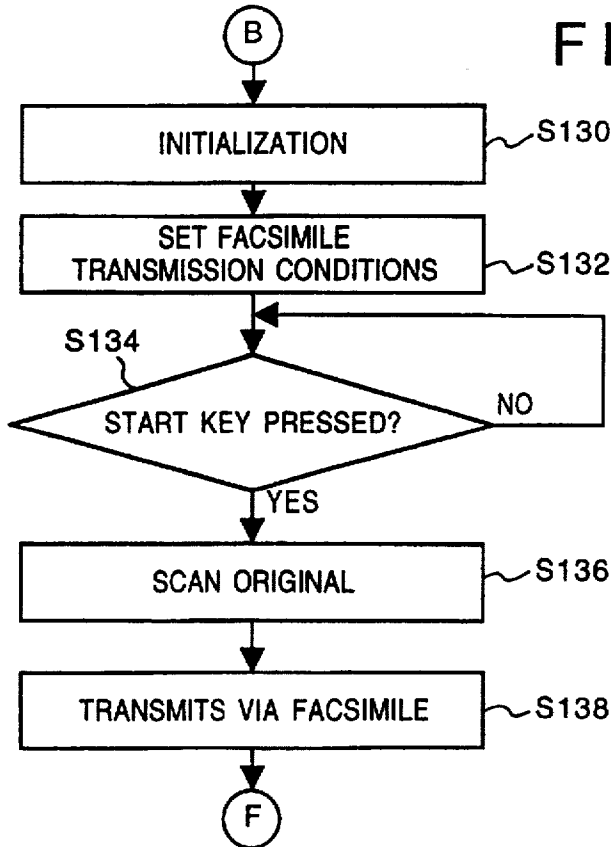 B
F I
INITIALIZATION
S130
SET FACSIMILE
TRANSMISSION CONDITIONS
S132
S134
START KEY PRESSED?
NO
YES
SCAN ORIGINAL
S136
TRANSMITS VIA FACSIMILE
S138
F